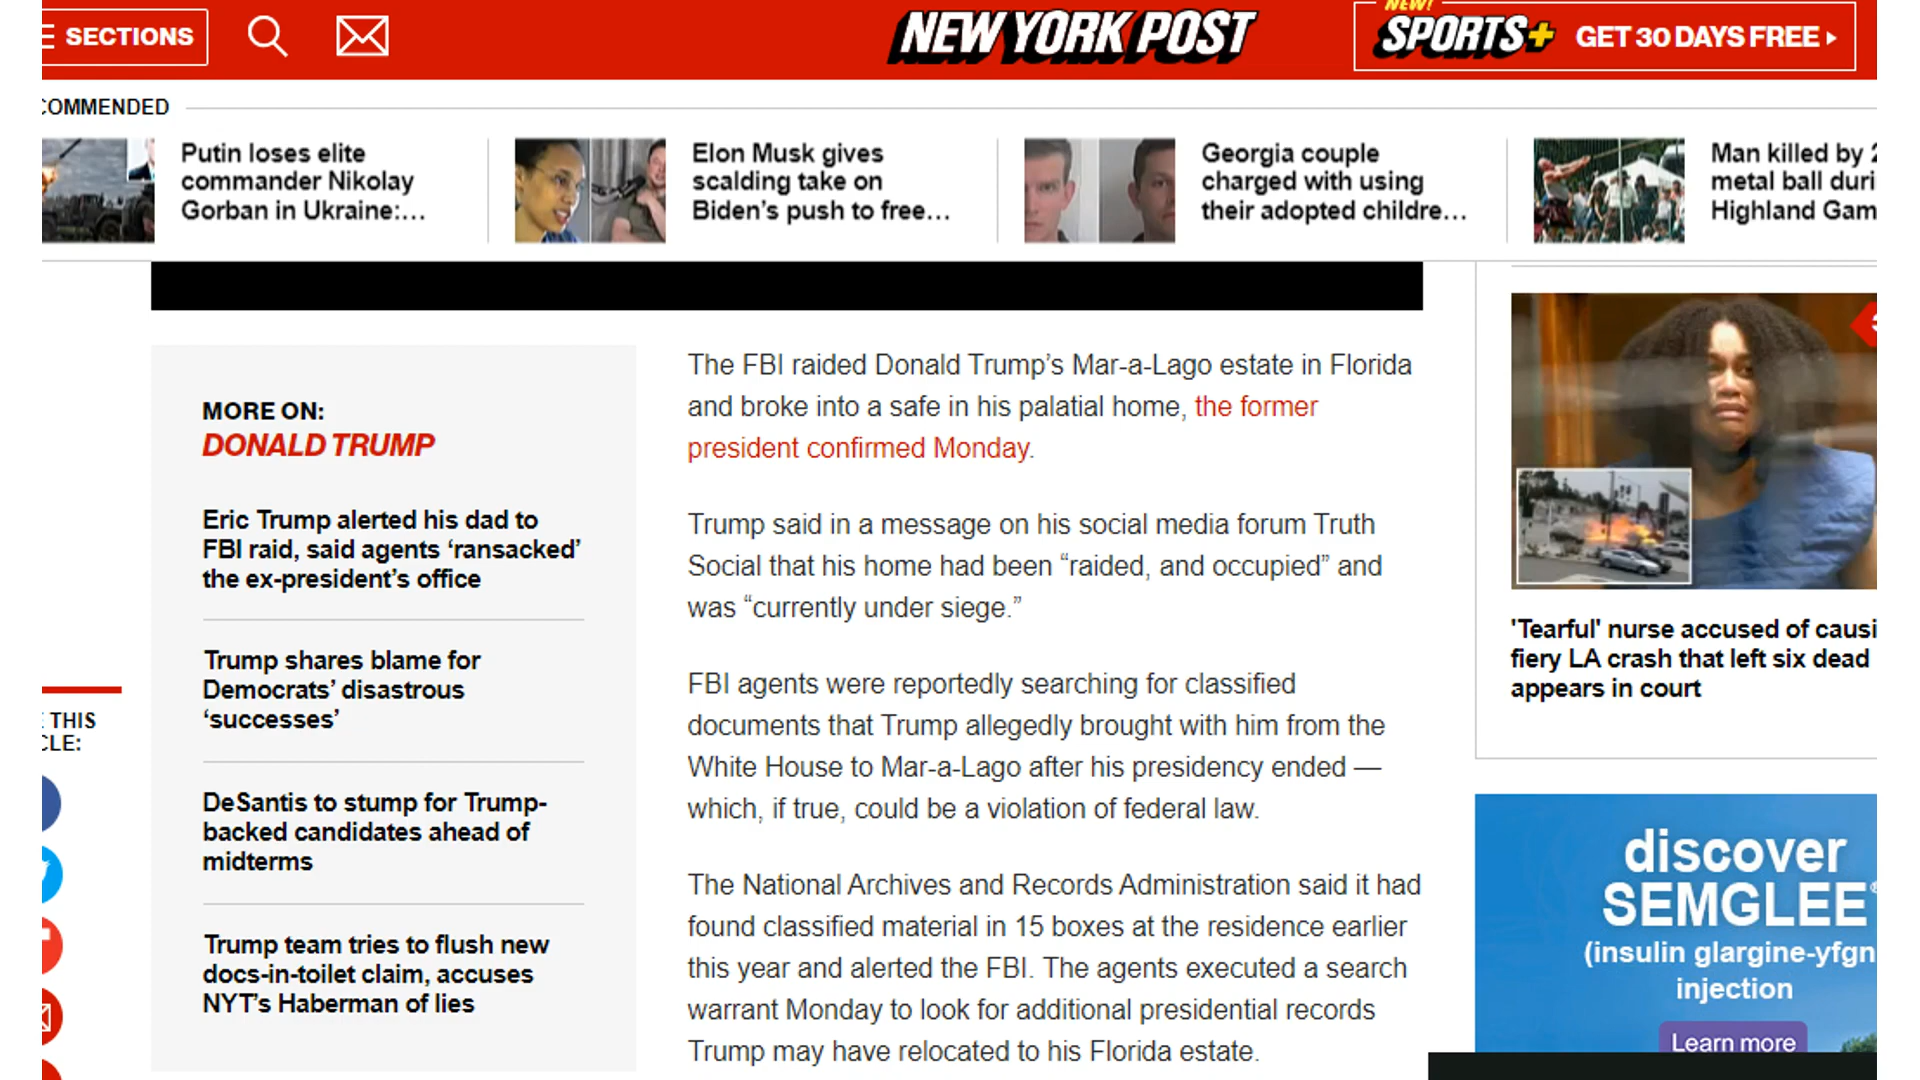 SECTIONS
NEW YORK POST
NEW!
SPORTS+
GET 30 DAYS FREE
COMMENDED
Putin loses elite
commander Nikolay
Gorban in Ukraine:...
Elon Musk gives
scalding take on
Biden's push to free...
Georgia couple
charged with using
their adopted childre...
Man killed by 2
metal ball duri
Highland Gam
MORE ON:
DONALD TRUMP
Eric Trump alerted his dad to
FBI raid, said agents ‘ransacked’
the ex-president’s office
Trump shares blame for
Democrats’ disastrous
‘successes’
DeSantis to stump for Trump-
backed candidates ahead of
midterms
Trump team tries to flush new
docs-in-toilet claim, accuses
NYT’s Haberman of lies
THIS
CLE:
The FBI raided Donald Trump’s Mar-a-Lago estate in Florida
and broke into a safe in his palatial home, the former
president confirmed Monday.
Trump said in a message on his social media forum Truth
Social that his home had been “raided, and occupied” and
was “currently under siege.”
FBI agents were reportedly searching for classified
documents that Trump allegedly brought with him from the
White House to Mar-a-Lago after his presidency ended —
which, if true, could be a violation of federal law.
The National Archives and Records Administration said it had
found classified material in 15 boxes at the residence earlier
this year and alerted the FBI. The agents executed a search
warrant Monday to look for additional presidential records
Trump may have relocated to his Florida estate.
'Tearful' nurse accused of causi
fiery LA crash that left six dead
appears in court
discover
SEMGLEE®
(insulin glargine-yfgn
injection
Learn more